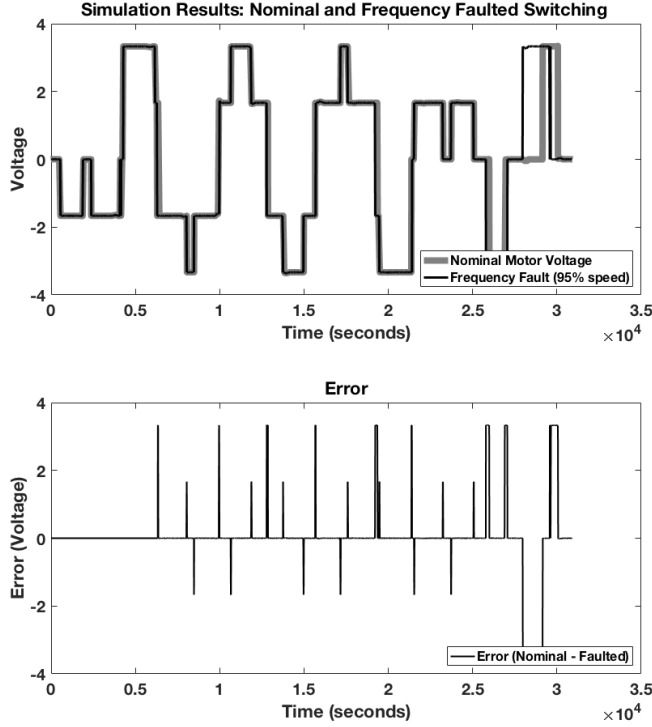 Simulation Results: Nominal and Frequency Faulted Switching
4
2
0
-2
-4
Voltage
Nominal Motor Voltage
Frequency Fault (95% speed)
0 0.5 1 1.5 2 2.5 3 3.5
Time (seconds)
×10⁴
Error
4
2
0
-2
-4
Error (Voltage)
Error (Nominal - Faulted)
0 0.5 1 1.5 2 2.5 3 3.5
Time (seconds)
×10⁴